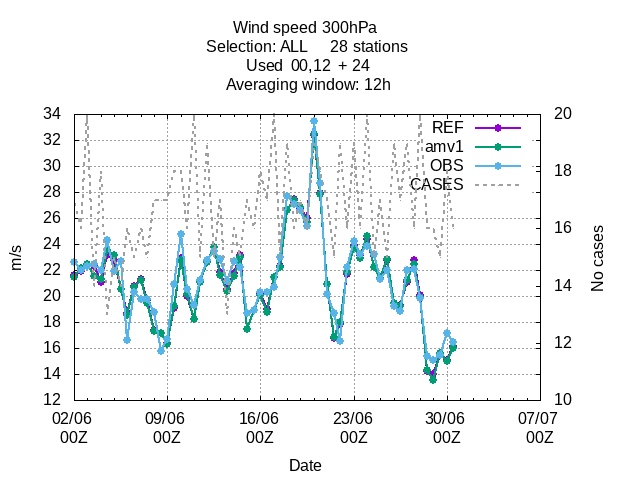 Wind speed 300hPa
Selection: ALL 28 stations
Used 00,12 + 24
Averaging window: 12h
34
32
30
28
26
24
22
20
18
16
14
12
m/s
20
18
16
14
12
10
No cases
REF
amv1
OBS
CASES
02/06 09/06 16/06 23/06 30/06 07/07
00Z 00Z 00Z 00Z 00Z 00Z
Date